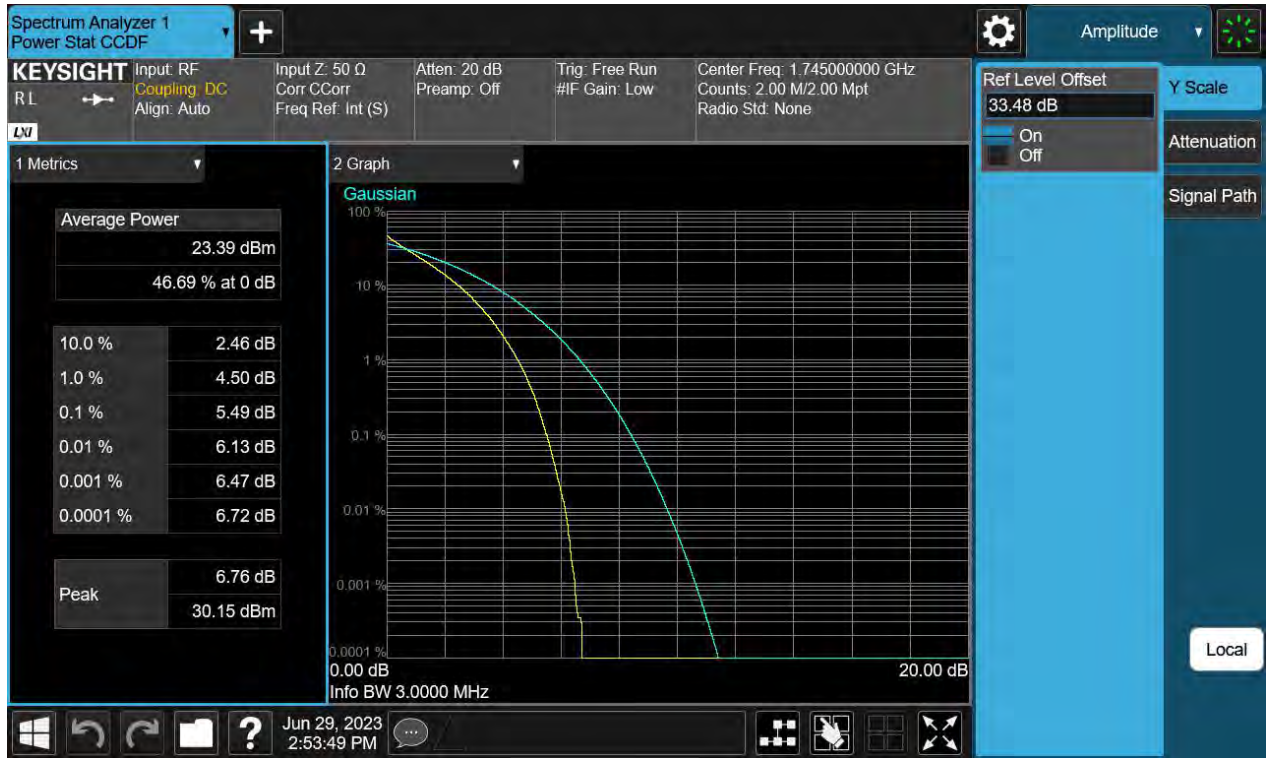 Spectrum Analyzer 1
Power Stat CCDF
+
Amplitude
KEYSIGHT
RL
LXI
Input: RF
Coupling: DC
Align: Auto
Input Z: 50 Ω
Corr CCorr
Freq Ref: Int (S)
Atten: 20 dB
Preamp: Off
Trig: Free Run
#IF Gain: Low
Center Freq: 1.745000000 GHz
Counts: 2.00 M/2.00 Mpt
Radio Std: None
Ref Level Offset
33.48 dB
On
Off
Y Scale
Attenuation
Signal Path
1 Metrics
Average Power
23.39 dBm
46.69 % at 0 dB
10.0 % 2.46 dB
1.0 % 4.50 dB
0.1 % 5.49 dB
0.01 % 6.13 dB
0.001 % 6.47 dB
0.0001 % 6.72 dB
Peak
6.76 dB
30.15 dBm
2 Graph
Gaussian
100 %
10 %
1 %
0.1 %
0.01 %
0.001 %
0.0001 %
0.00 dB 20.00 dB
Info BW 3.0000 MHz
Local
?
Jun 29, 2023
2:53:49 PM